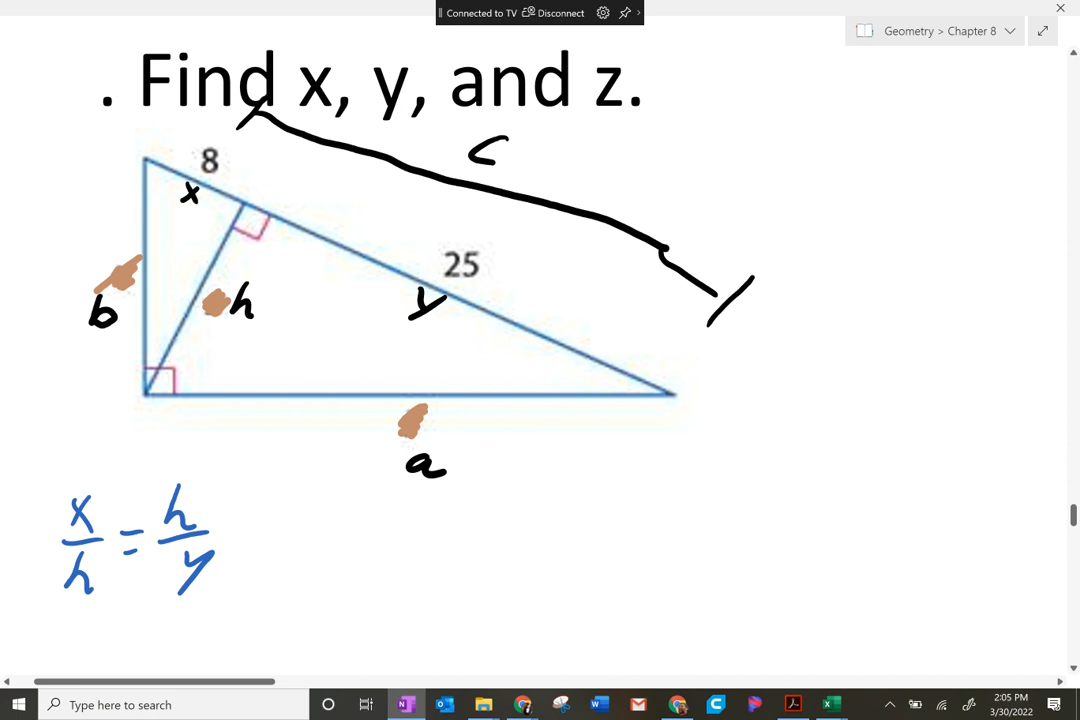 Connected to TV Disconnect
Geometry > Chapter 8
. Find x, y, and z.
c
8
x
25
y
b
h
a
x/h = h/y
Type here to search
2:05 PM
3/30/2022